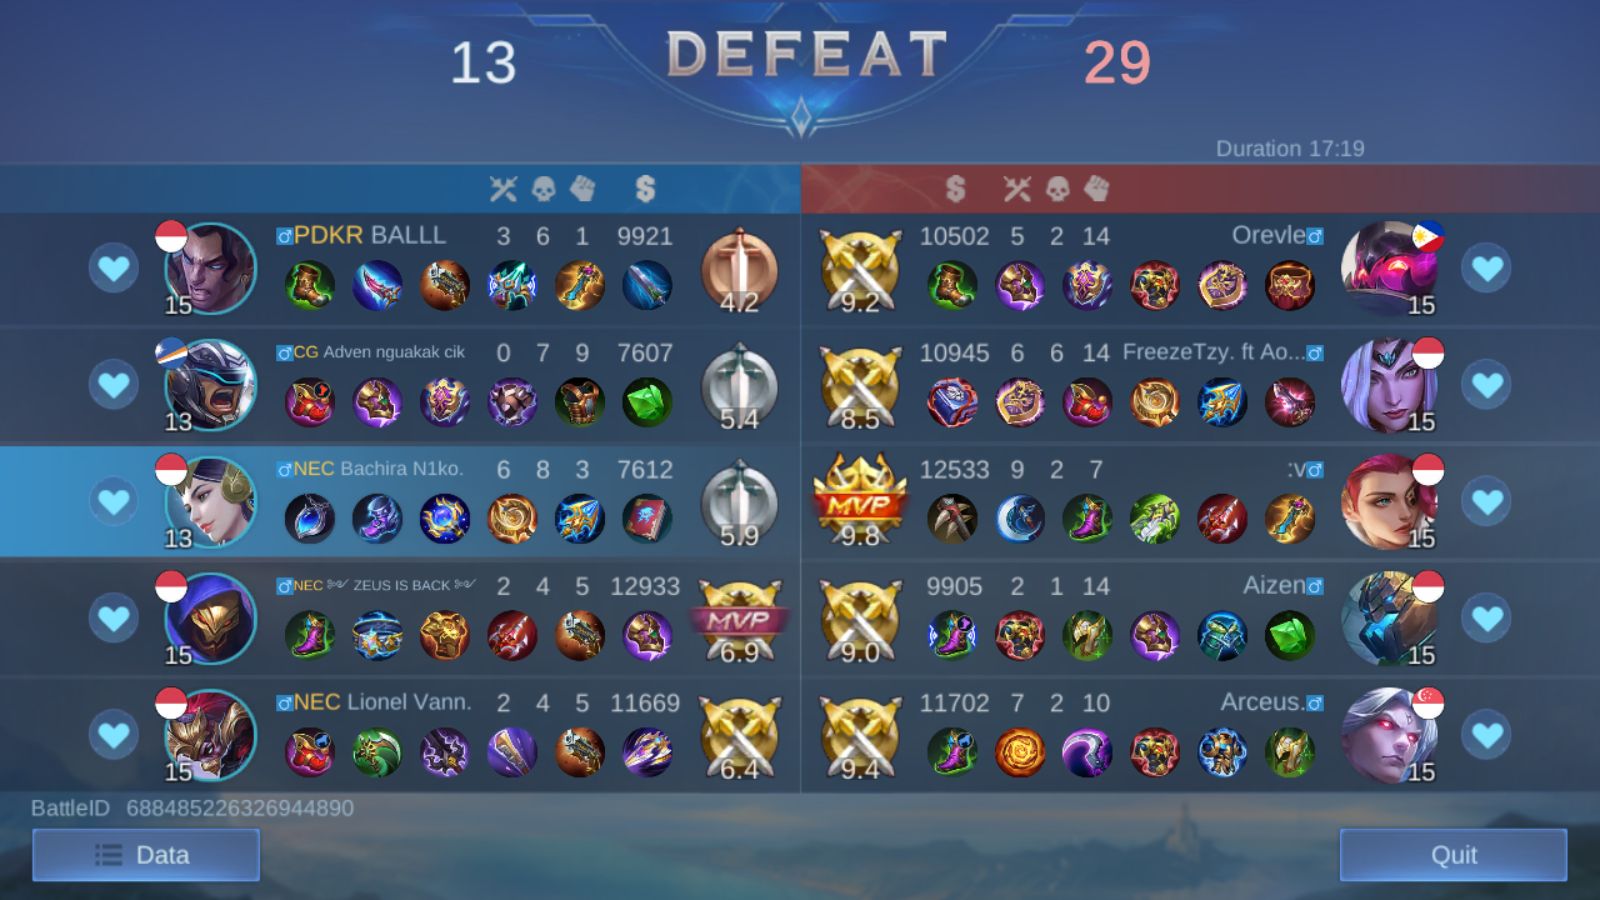 13 DEFEAT 29
Duration 17:19
PDKR BALLL 3 6 1 9921
15 4.2
9.2 10502 5 2 14 Orevle
15
CG Adven nguakak cik 0 7 9 7607
13 5.4
8.5 10945 6 6 14 FreezeTzy. ft Ao...
15
NEC Bachira N1ko. 6 8 3 7612
13 5.9
MVP 9.8 12533 9 2 7 :v
15
NEC ༻ ZEUS IS BACK ༻ 2 4 5 12933
15 MVP 6.9
9.0 9905 2 1 14 Aizen
15
NEC Lionel Vann. 2 4 5 11669
15 6.4
9.4 11702 7 2 10 Arceus.
15
BattleID 688485226326944890
Data
Quit